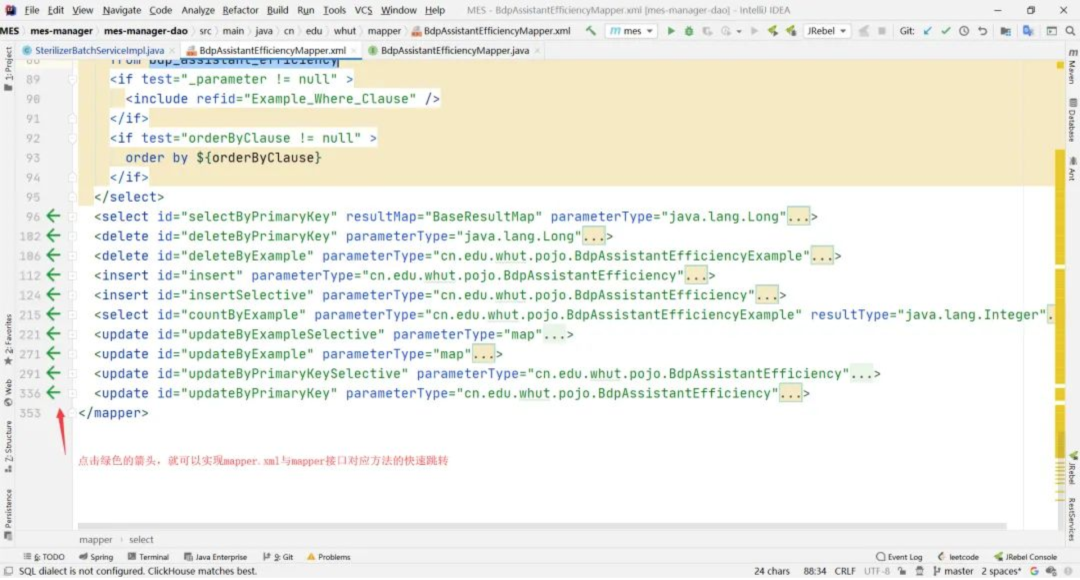 File Edit View Navigate Code Analyze Refactor Build Run Tools VCS Window Help MES - BdpAssistantEfficiencyMapper.xml [mes-manager-dao] - IntelliJ IDEA
MES mes-manager mes-manager-dao src main java cn edu whut mapper BdpAssistantEfficiencyMapper.xml mes JRebel Git:
SterilizerBatchServiceImpl.java BdpAssistantEfficiencyMapper.xml BdpAssistantEfficiencyMapper.java
88 from bdp_assistant_efficiency
89 <if test="_parameter != null" >
90 <include refid="Example_Where_Clause" />
91 </if>
92 <if test="orderByClause != null" >
93 order by ${orderByClause}
94 </if>
95 </select>
96 <select id="selectByPrimaryKey" resultMap="BaseResultMap" parameterType="java.lang.Long"...>
102 <delete id="deleteByPrimaryKey" parameterType="java.lang.Long"...>
106 <delete id="deleteByExample" parameterType="cn.edu.whut.pojo.BdpAssistantEfficiencyExample"...>
112 <insert id="insert" parameterType="cn.edu.whut.pojo.BdpAssistantEfficiency"...>
124 <insert id="insertSelective" parameterType="cn.edu.whut.pojo.BdpAssistantEfficiency"...>
215 <select id="countByExample" parameterType="cn.edu.whut.pojo.BdpAssistantEfficiencyExample" resultType="java.lang.Integer"..
221 <update id="updateByExampleSelective" parameterType="map"...>
271 <update id="updateByExample" parameterType="map"...>
291 <update id="updateByPrimaryKeySelective" parameterType="cn.edu.whut.pojo.BdpAssistantEfficiency"...>
336 <update id="updateByPrimaryKey" parameterType="cn.edu.whut.pojo.BdpAssistantEfficiency"...>
353 </mapper>
点击绿色的箭头，就可以实现mapper.xml与mapper接口对应方法的快速跳转
mapper select
1: Project
2: Favorites
Web
Z: Structure
Persistence
Maven
Database
Ant
JRebel
RestServices
6: TODO Spring Terminal Java Enterprise 9: Git Problems Event Log leetcode JRebel Console
SQL dialect is not configured. ClickHouse matches best. 24 chars 88:34 CRLF UTF-8 master 2 spaces*